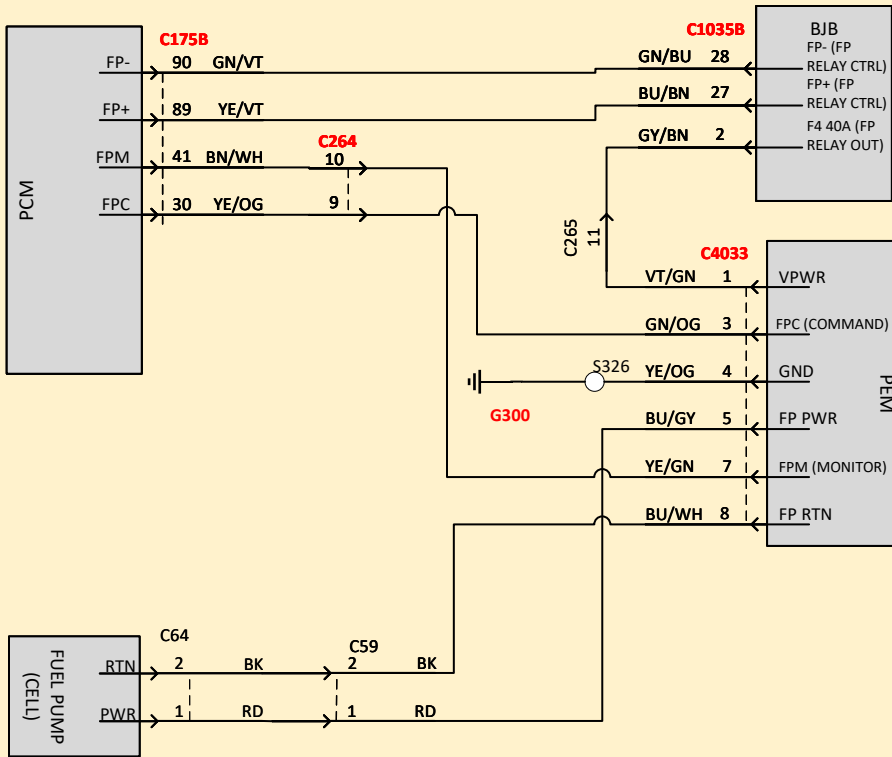 C175B
C1035B
BJB
FP-
90 GN/VT
GN/BU 28
FP- (FP
RELAY CTRL)
FP+
89 YE/VT
BU/BN 27
FP+ (FP
RELAY CTRL)
C264
FPM
41 BN/WH
10
GY/BN 2
F4 40A (FP
RELAY OUT)
PCM
FPC
30 YE/OG
9
C265
11
C4033
VT/GN 1
VPWR
GN/OG 3
FPC (COMMAND)
S326
YE/OG 4
GND
G300
PEM
BU/GY 5
FP PWR
YE/GN 7
FPM (MONITOR)
BU/WH 8
FP RTN
C64
C59
FUEL PUMP
(CELL)
RTN
2 BK
2 BK
PWR
1 RD
1 RD